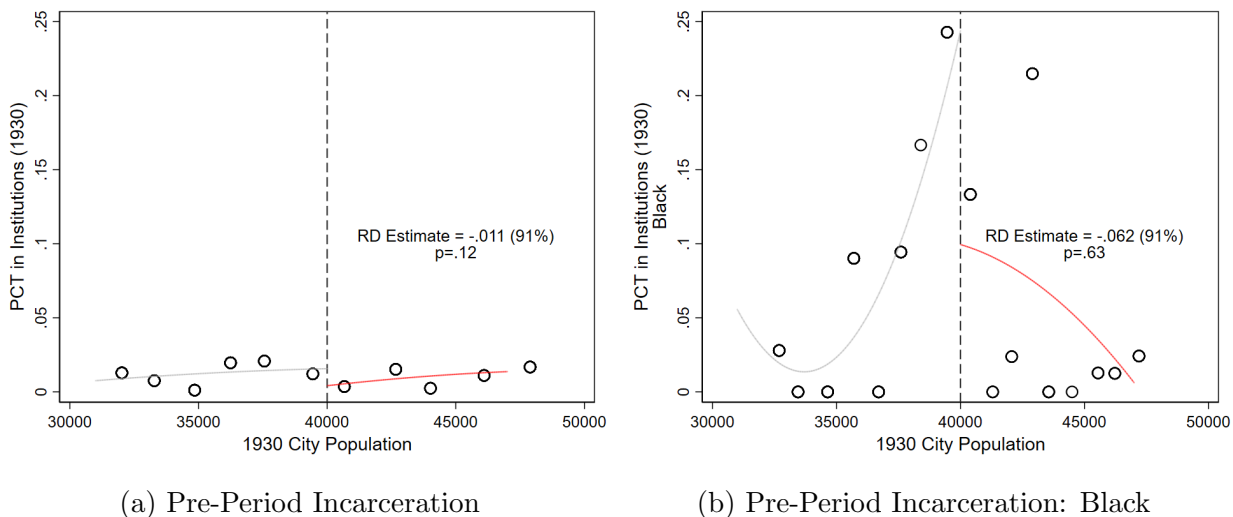 .25
.2
.15
.1
.05
0
PCT in Institutions (1930)
RD Estimate = -.011 (91%)
p=.12
30000 35000 40000 45000 50000
1930 City Population
(a) Pre-Period Incarceration
.25
.2
.15
.1
.05
0
PCT in Institutions (1930)
Black
RD Estimate = -.062 (91%)
p=.63
30000 35000 40000 45000 50000
1930 City Population
(b) Pre-Period Incarceration: Black